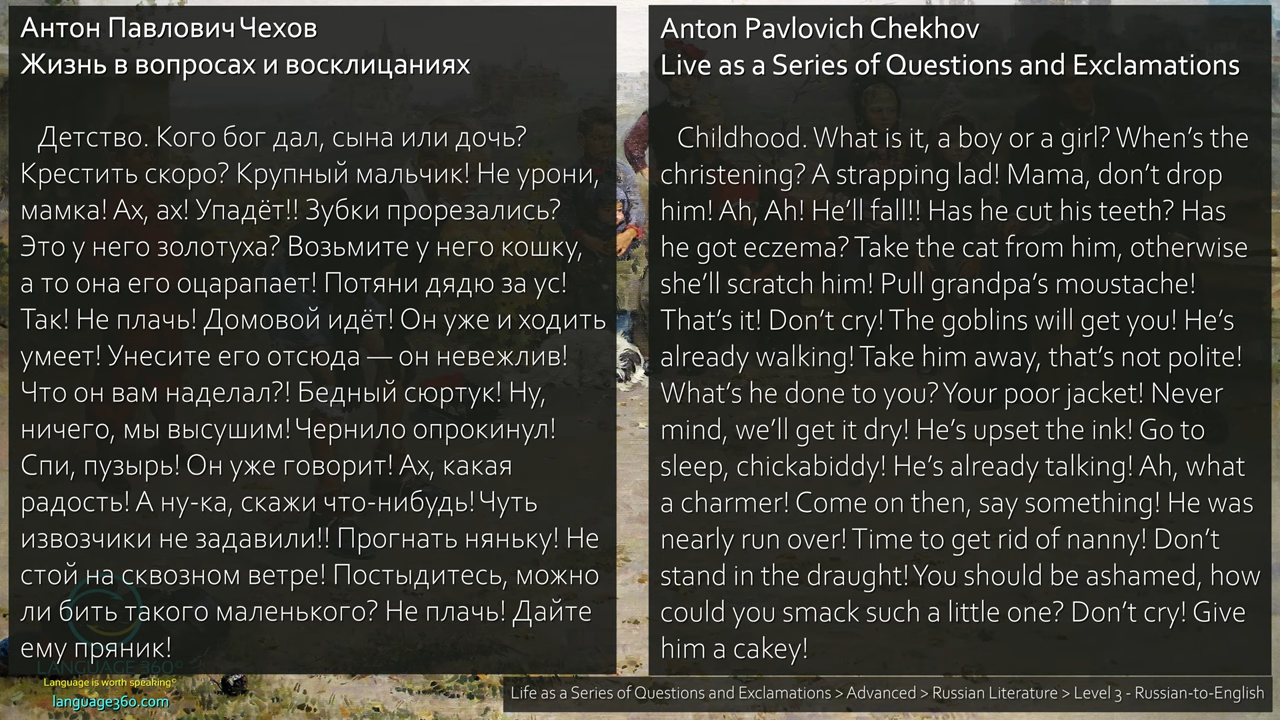 Антон Павлович Чехов
Жизнь в вопросах и восклицаниях
Детство. Кого бог дал, сына или дочь?
Крестить скоро? Крупный мальчик! Не урони,
мамка! Ах, ах! Упадёт!! Зубки прорезались?
Это у него золотуха? Возьмите у него кошку,
а то она его оцарапает! Потяни дядю за ус!
Так! Не плачь! Домовой идёт! Он уже и ходить
умеет! Унесите его отсюда — он невежлив!
Что он вам наделал?! Бедный сюртук! Ну,
ничего, мы высушим! Чернило опрокинул!
Спи, пузырь! Он уже говорит! Ах, какая
радость! А ну-ка, скажи что-нибудь! Чуть
извозчики не задавили!! Прогнать няньку! Не
стой на сквозном ветре! Постыдитесь, можно
ли бить такого маленького? Не плачь! Дайте
ему пряник!
Anton Pavlovich Chekhov
Live as a Series of Questions and Exclamations
Childhood. What is it, a boy or a girl? When's the
christening? A strapping lad! Mama, don't drop
him! Ah, Ah! He'll fall!! Has he cut his teeth? Has
he got eczema? Take the cat from him, otherwise
she'll scratch him! Pull grandpa's moustache!
That's it! Don't cry! The goblins will get you! He's
already walking! Take him away, that's not polite!
What's he done to you? Your poor jacket! Never
mind, we'll get it dry! He's upset the ink! Go to
sleep, chickabiddy! He's already talking! Ah, what
a charmer! Come on then, say something! He was
nearly run over! Time to get rid of nanny! Don't
stand in the draught! You should be ashamed, how
could you smack such a little one? Don't cry! Give
him a cakey!
LANGUAGE 360°
Language is worth speaking°
language360.com
Life as a Series of Questions and Exclamations > Advanced > Russian Literature > Level 3 - Russian-to-English